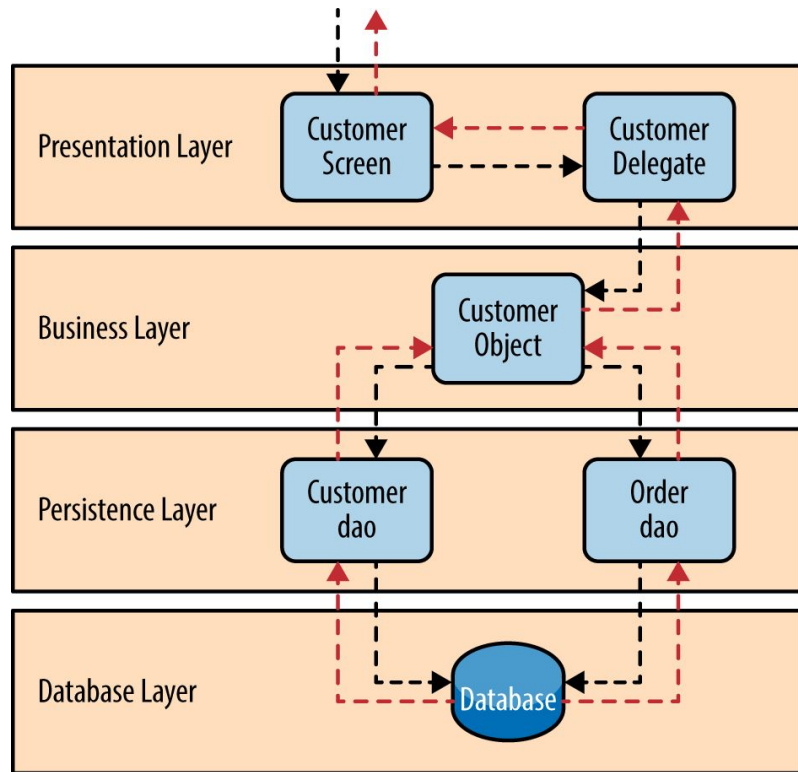 Presentation Layer
Customer
Screen
Customer
Delegate
Business Layer
Customer
Object
Persistence Layer
Customer
dao
Order
dao
Database Layer
Database